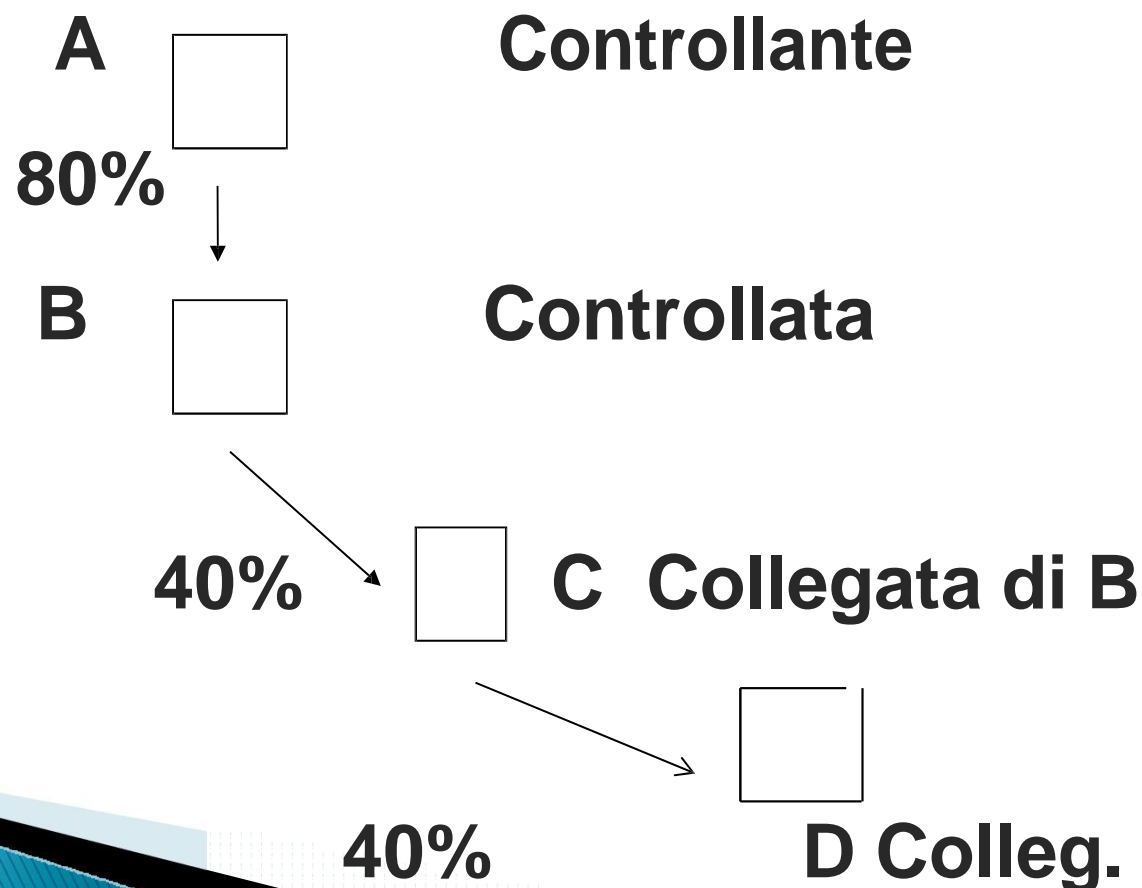 A Controllante
80%
B Controllata
40% C Collegata di B
40% D Colleg.